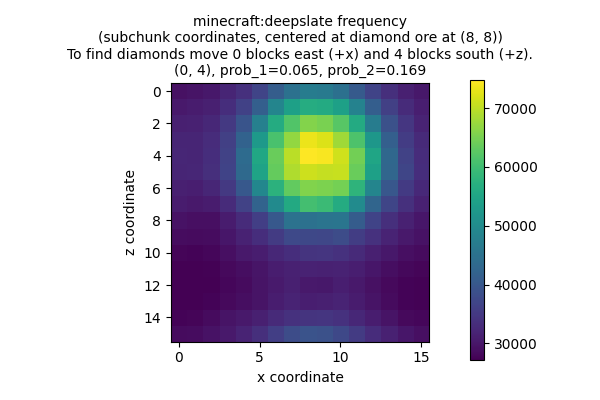 minecraft:deepslate frequency
(subchunk coordinates, centered at diamond ore at (8, 8))
To find diamonds move 0 blocks east (+x) and 4 blocks south (+z).
(0, 4), prob_1=0.065, prob_2=0.169
0
2
4
6
8
10
12
14
z coordinate
0 5 10 15
x coordinate
70000
60000
50000
40000
30000